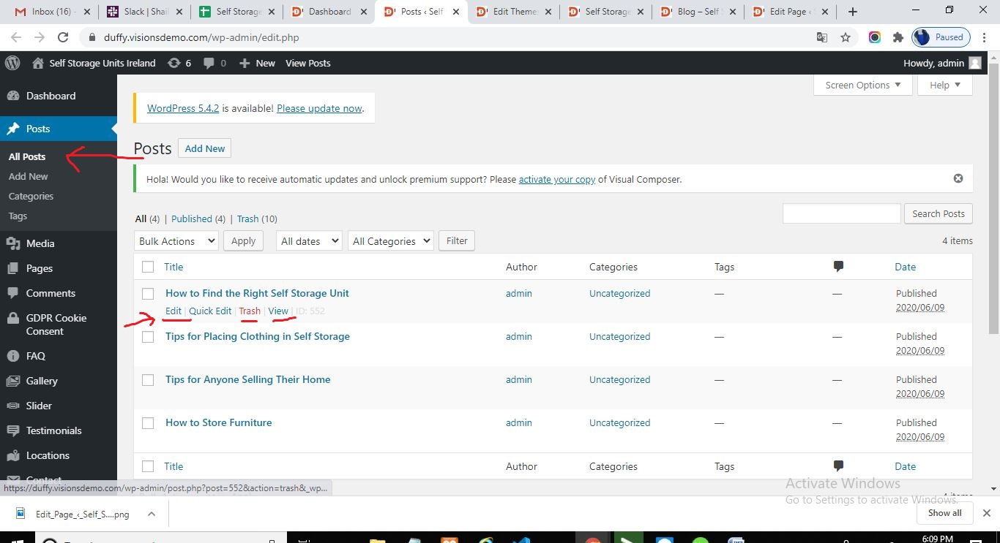 Inbox (16) -
Slack | Shail
Self Storage
Dashboard
Posts ‹ Self
Edit Theme
Self Storage
Blog – Self S
Edit Page ‹ S
duffy.visionsdemo.com/wp-admin/edit.php
Paused
Self Storage Units Ireland 6 0 New View Posts
Howdy, admin
Screen Options Help
Dashboard
Posts
All Posts
Add New
Categories
Tags
Media
Pages
Comments
GDPR Cookie
Consent
FAQ
Gallery
Slider
Testimonials
Locations
Contact
WordPress 5.4.2 is available! Please update now.
Posts Add New
Hola! Would you like to receive automatic updates and unlock premium support? Please activate your copy of Visual Composer.
All (4) | Published (4) | Trash (10)
Search Posts
Bulk Actions Apply All dates All Categories Filter
4 items
Title Author Categories Tags Date
How to Find the Right Self Storage Unit admin Uncategorized — — Published
2020/06/09
Edit | Quick Edit | Trash | View | ID: 552
Tips for Placing Clothing in Self Storage admin Uncategorized — — Published
2020/06/09
Tips for Anyone Selling Their Home admin Uncategorized — — Published
2020/06/09
How to Store Furniture admin Uncategorized — — Published
2020/06/09
Title Author Categories Tags Date
https://duffy.visionsdemo.com/wp-admin/post.php?post=552&action=trash&_wp...
Activate Windows
Go to Settings to activate Windows.
4 items
Edit_Page_‹_Self_S....png
Show all
6:09 PM